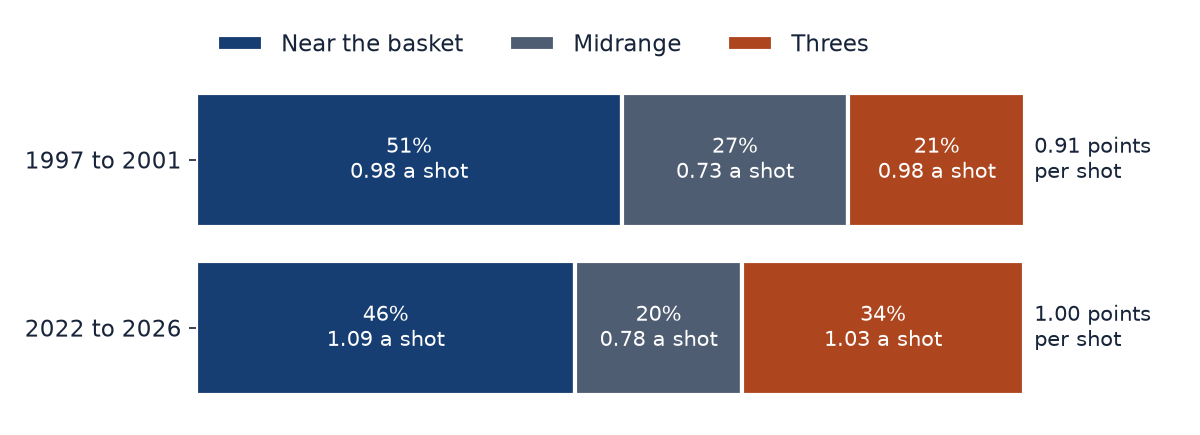 Near the basket
Midrange
Threes
1997 to 2001
51%
0.98 a shot
27%
0.73 a shot
21%
0.98 a shot
0.91 points
per shot
2022 to 2026
46%
1.09 a shot
20%
0.78 a shot
34%
1.03 a shot
1.00 points
per shot